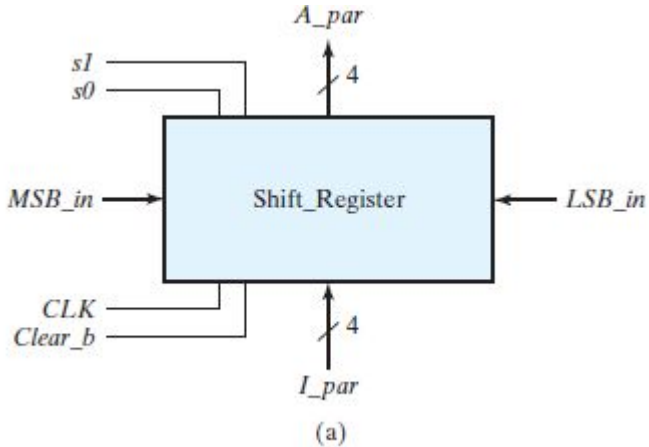 A_par
4
s1
s0
MSB_in
Shift_Register
LSB_in
CLK
Clear_b
4
I_par
(a)